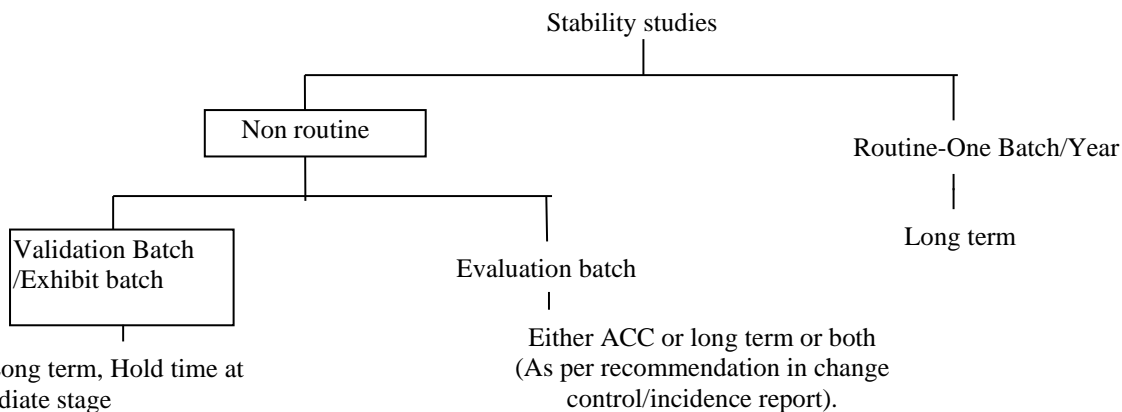 Stability studies
Non routine
Routine-One Batch/Year
Long term
Validation Batch
/Exhibit batch
Evaluation batch
Either ACC or long term or both
(As per recommendation in change
control/incidence report).
term, Hold time at
stage